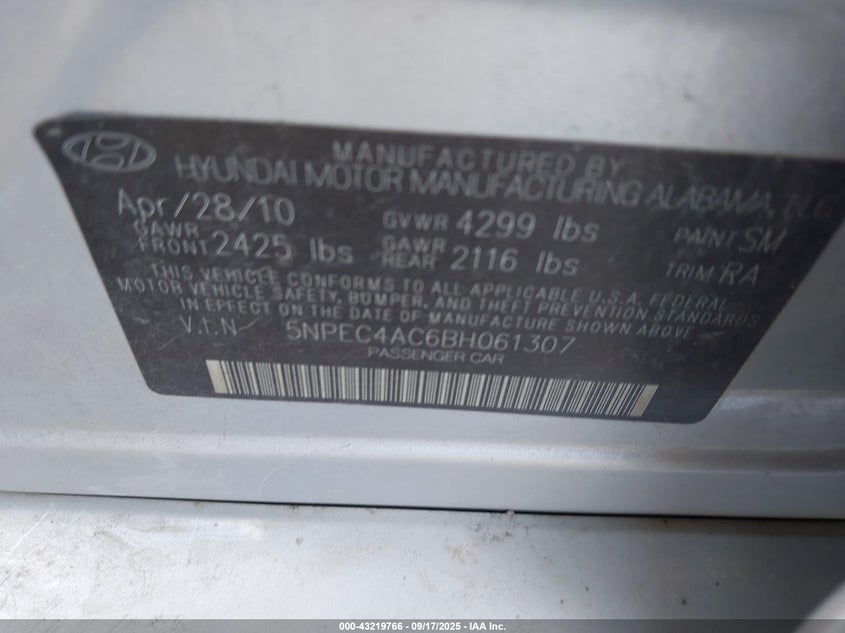 MANUFACTURED BY
HYUNDAI MOTOR MANUFACTURING ALABAMA, LLC
Apr/28/10 GVWR 4299 lbs PAINT SM
GAWR FRONT 2425 lbs GAWR REAR 2116 lbs TRIM RA
THIS VEHICLE CONFORMS TO ALL APPLICABLE U.S.A. FEDERAL
MOTOR VEHICLE SAFETY, BUMPER, AND THEFT PREVENTION STANDARDS
IN EFFECT ON THE DATE OF MANUFACTURE SHOWN ABOVE.
V.I.N 5NPEC4AC6BH061307
PASSENGER CAR
000-43219766 - 09/17/2025 - IAA Inc.